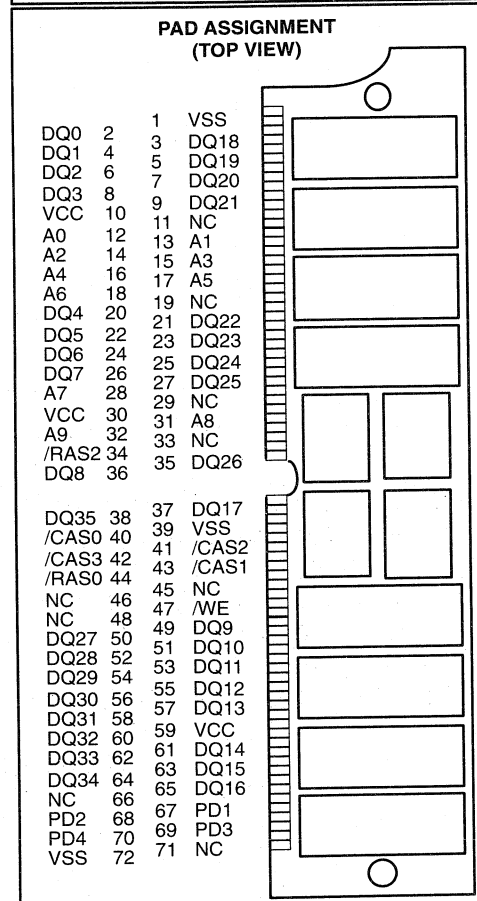 PAD ASSIGNMENT
(TOP VIEW)
1 VSS
DQ0 2
3 DQ18
DQ1 4
5 DQ19
DQ2 6
7 DQ20
DQ3 8
9 DQ21
VCC 10
11 NC
A0 12
13 A1
A2 14
15 A3
A4 16
17 A5
A6 18
19 NC
DQ4 20
21 DQ22
DQ5 22
23 DQ23
DQ6 24
25 DQ24
DQ7 26
27 DQ25
A7 28
29 NC
VCC 30
31 A8
A9 32
33 NC
/RAS2 34
35 DQ26
DQ8 36
37 DQ17
DQ35 38
39 VSS
/CAS0 40
41 /CAS2
/CAS3 42
43 /CAS1
/RAS0 44
45 NC
NC 46
47 /WE
NC 48
49 DQ9
DQ27 50
51 DQ10
DQ28 52
53 DQ11
DQ29 54
55 DQ12
DQ30 56
57 DQ13
DQ31 58
59 VCC
DQ32 60
61 DQ14
DQ33 62
63 DQ15
DQ34 64
65 DQ16
NC 66
67 PD1
PD2 68
69 PD3
PD4 70
71 NC
VSS 72